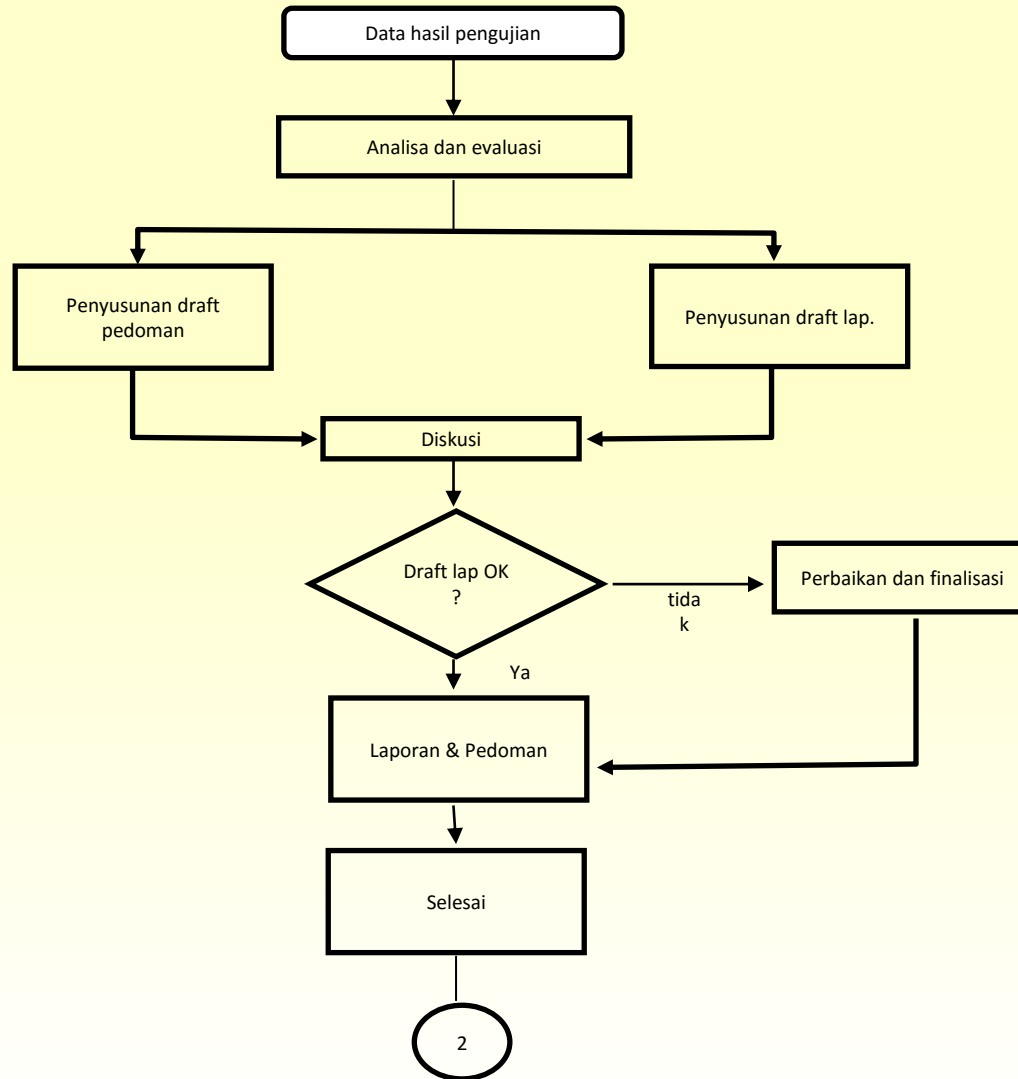 Data hasil pengujian
Analisa dan evaluasi
Penyusunan draft
pedoman
Penyusunan draft lap.
Diskusi
Draft lap OK
?
tida
k
Perbaikan dan finalisasi
Ya
Laporan & Pedoman
Selesai
2